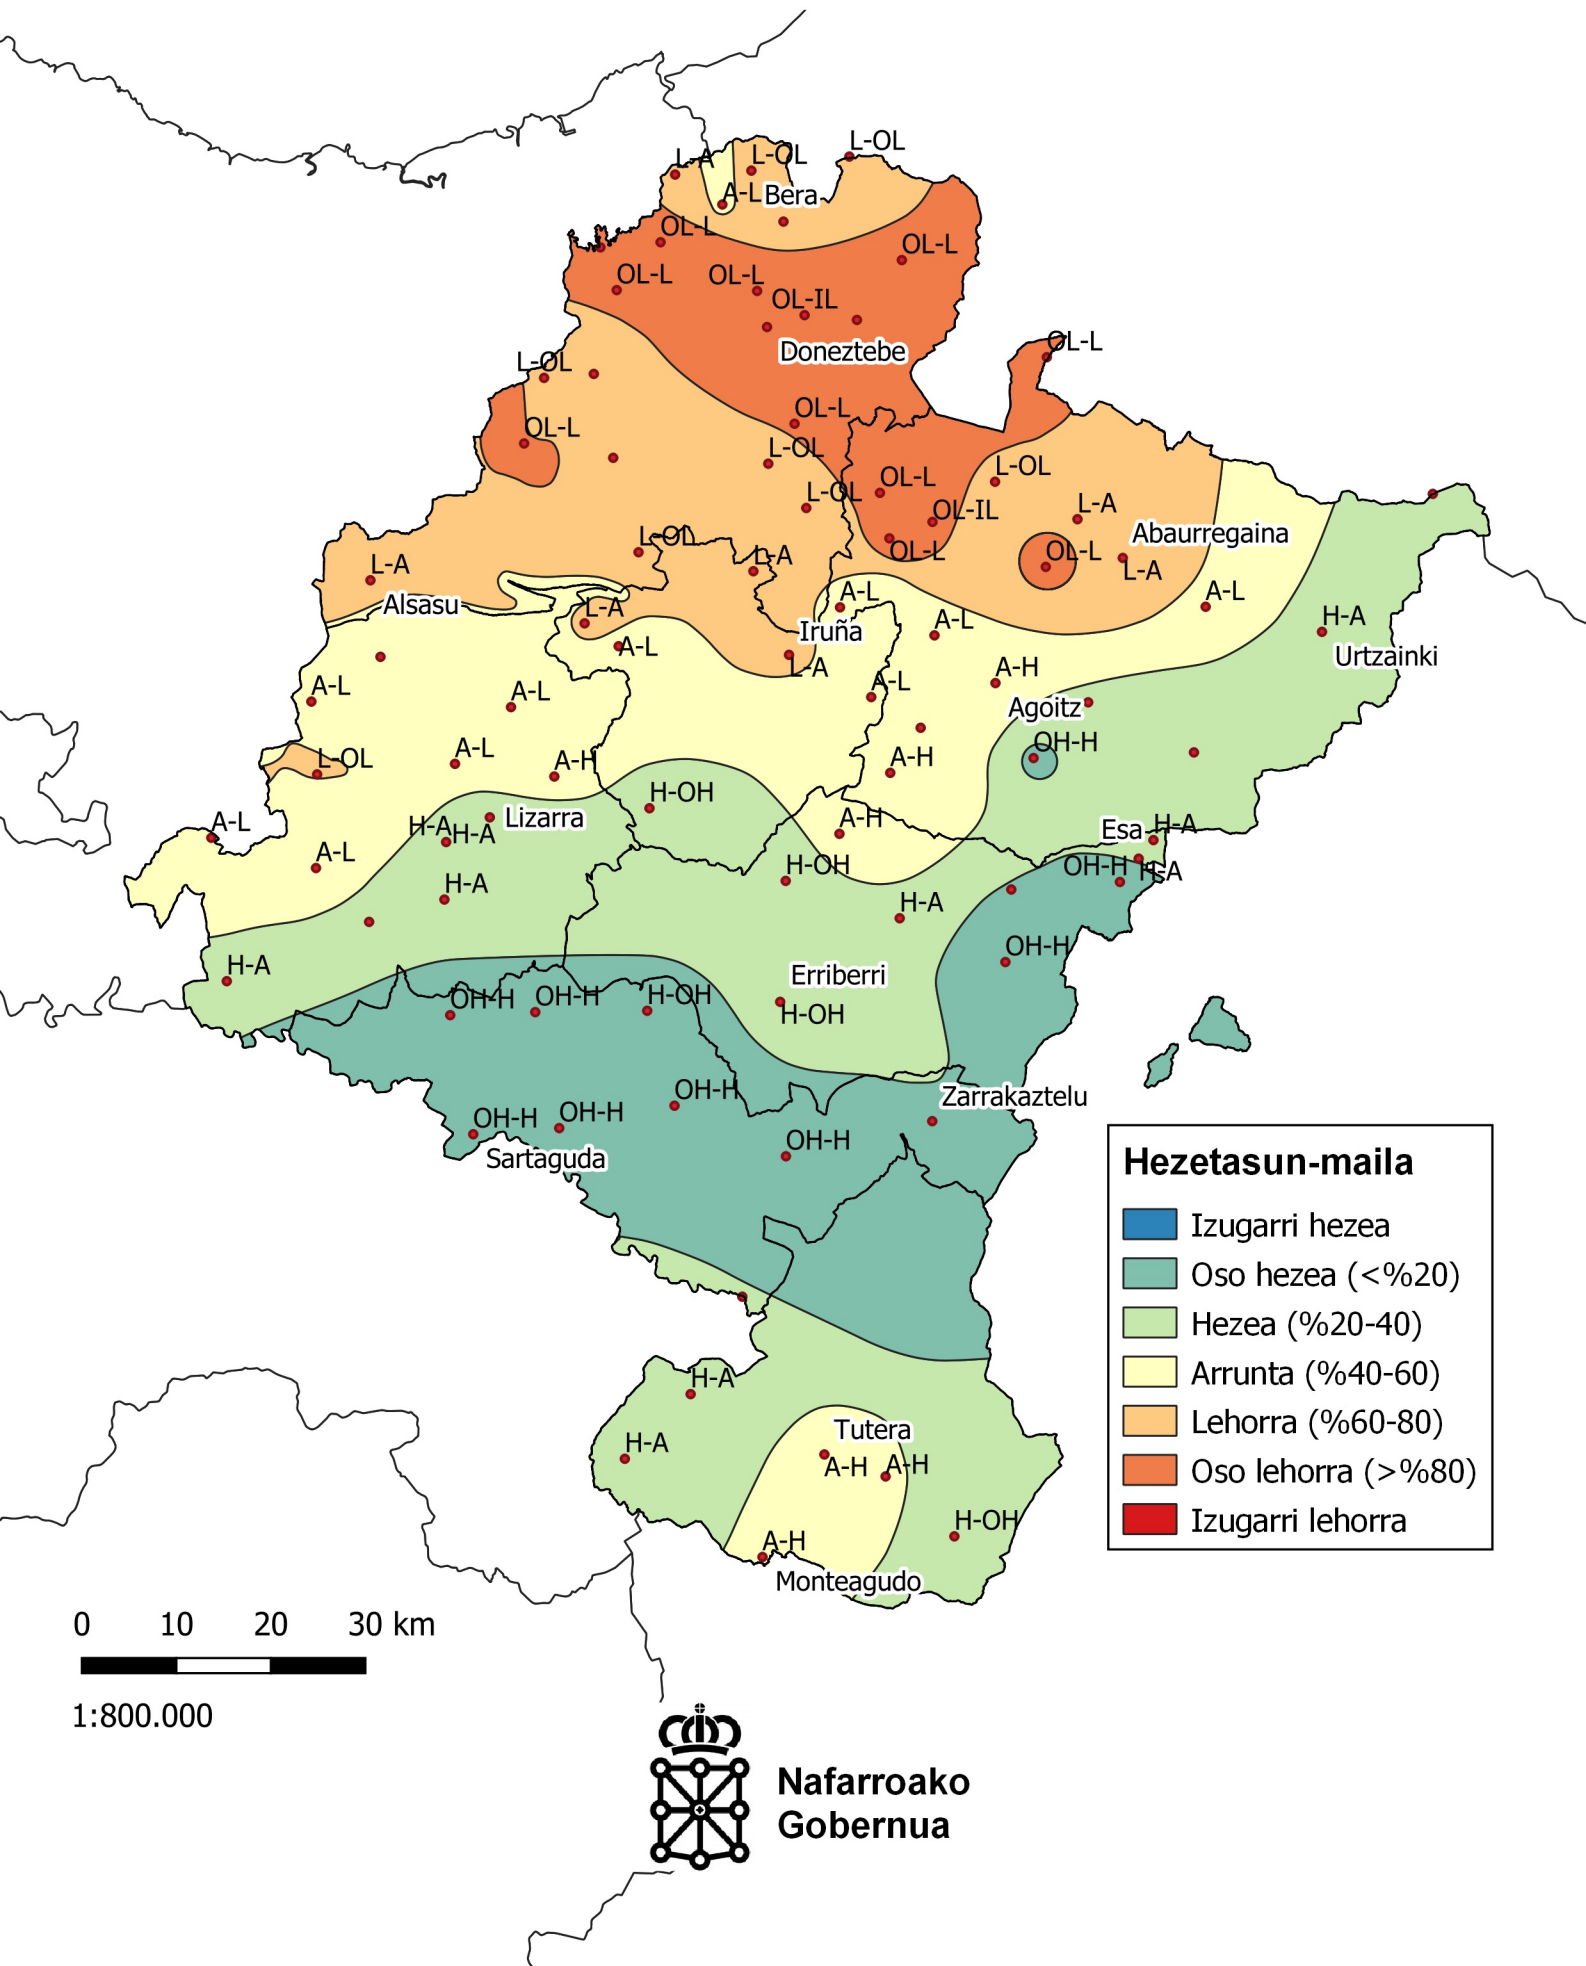 L-OL
L-A
L-OL
A-L
Bera
OL-L
OL-L
OL-L
OL-L
OL-IL
Doneztebe
OL-L
L-OL
OL-L
OL-L
L-OL
L-OL
OL-L
L-OL
OL-IL
L-A
Abaurregaina
L-OL
OL-L
OL-L
L-A
L-A
L-A
Alsasu
L-A
A-L
A-L
A-L
H-A
Iruña
A-L
L-A
Urtzainki
A-H
A-L
A-L
A-L
Agoitz
OH-H
A-L
L-OL
A-H
A-H
H-OH
A-L
Lizarra
A-H
H-A
H-A
Esa
H-A
A-L
H-OH
OH-H
H-A
H-A
H-A
OH-H
H-A
Erriberri
OH-H
OH-H
H-OH
H-OH
OH-H
Zarrakaztelu
OH-H
OH-H
OH-H
Sartaguda
Hezetasun-maila
Izugarri hezea
Oso hezea (<%20)
Hezea (%20-40)
Arrunta (%40-60)
Lehorra (%60-80)
Oso lehorra (>%80)
Izugarri lehorra
H-A
Tutera
H-A
A-H
A-H
H-OH
A-H
Monteagudo
0 10 20 30 km
1:800.000
Nafarroako
Gobernua